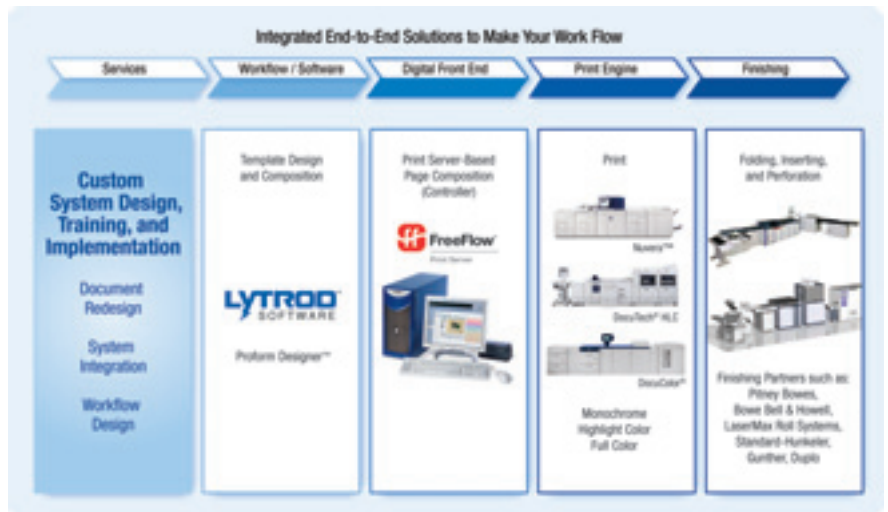 Integrated End-to-End Solutions to Make Your Work Flow
Services
Workflow / Software
Digital Front End
Print Engine
Finishing
Custom
System Design,
Training, and
Implementation
Document
Redesign
System
Integration
Workflow
Design
Template Design
and Composition
LYTROD
SOFTWARE
Proform Designer™
Print Server-Based
Page Composition
(Controller)
ff FreeFlow®
Print Server
Print
Nuvera™
DocuTech® HLC
DocuColor®
Monochrome
Highlight Color
Full Color
Folding, Inserting,
and Perforation
Finishing Partners such as:
Pitney Bowes,
Bowe Bell & Howell,
LaserMax Roll Systems,
Standard-Hunkeler,
Gunther, Duplo